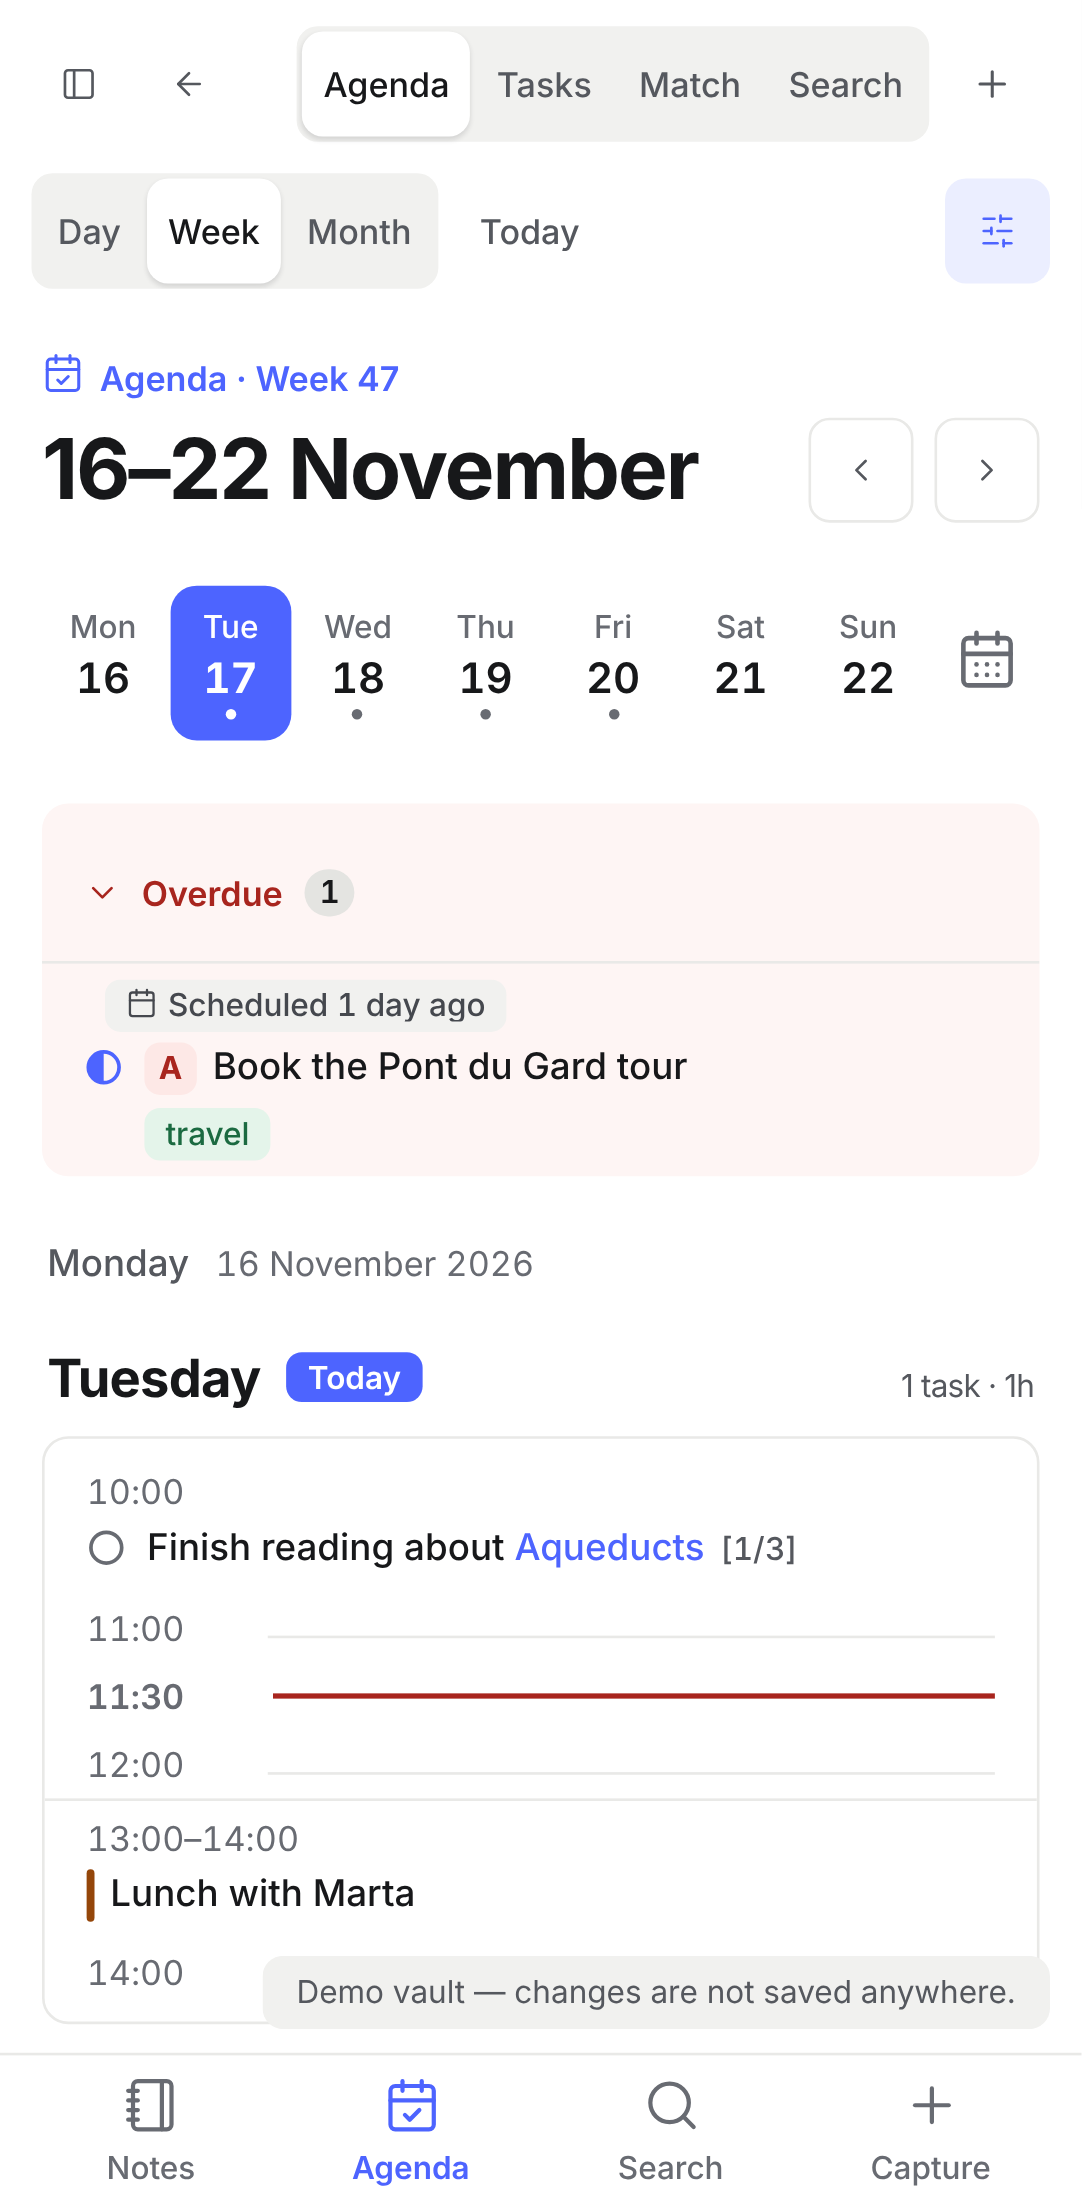 Agenda Tasks Match Search
Day Week Month Today
Agenda · Week 47
16–22 November
Mon Tue Wed Thu Fri Sat Sun
16 17 18 19 20 21 22
Overdue 1
Scheduled 1 day ago
A Book the Pont du Gard tour
travel
Monday 16 November 2026
Tuesday Today 1 task · 1h
10:00
Finish reading about Aqueducts [1/3]
11:00
11:30
12:00
13:00–14:00
Lunch with Marta
14:00
Demo vault — changes are not saved anywhere.
Notes Agenda Search Capture